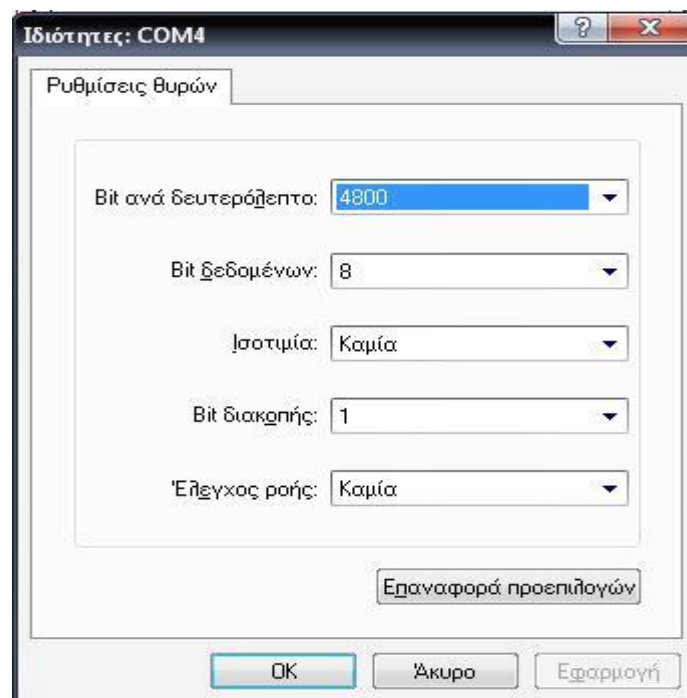 Ιδιότητες: COM4
Ρυθμίσεις θυρών
Bit ανά δευτερόλεπτο: 4800
Bit δεδομένων: 8
Ισοτιμία: Καμία
Bit διακοπής: 1
Έλεγχος ροής: Καμία
Επαναφορά προεπιλογών
OK Άκυρο Εφαρμογή